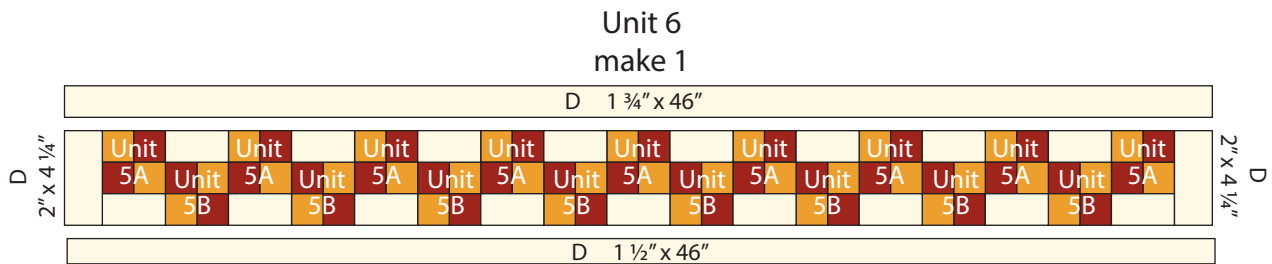 Unit 6
make 1
D 1 ¾” x 46”
D
2” x 4 ¼”
Unit Unit Unit Unit Unit Unit Unit Unit Unit
5A Unit 5A Unit 5A Unit 5A Unit 5A Unit 5A Unit 5A Unit 5A Unit 5A
5B 5B 5B 5B 5B 5B 5B 5B
2” x 4 ¼”
D
D 1 ½” x 46”